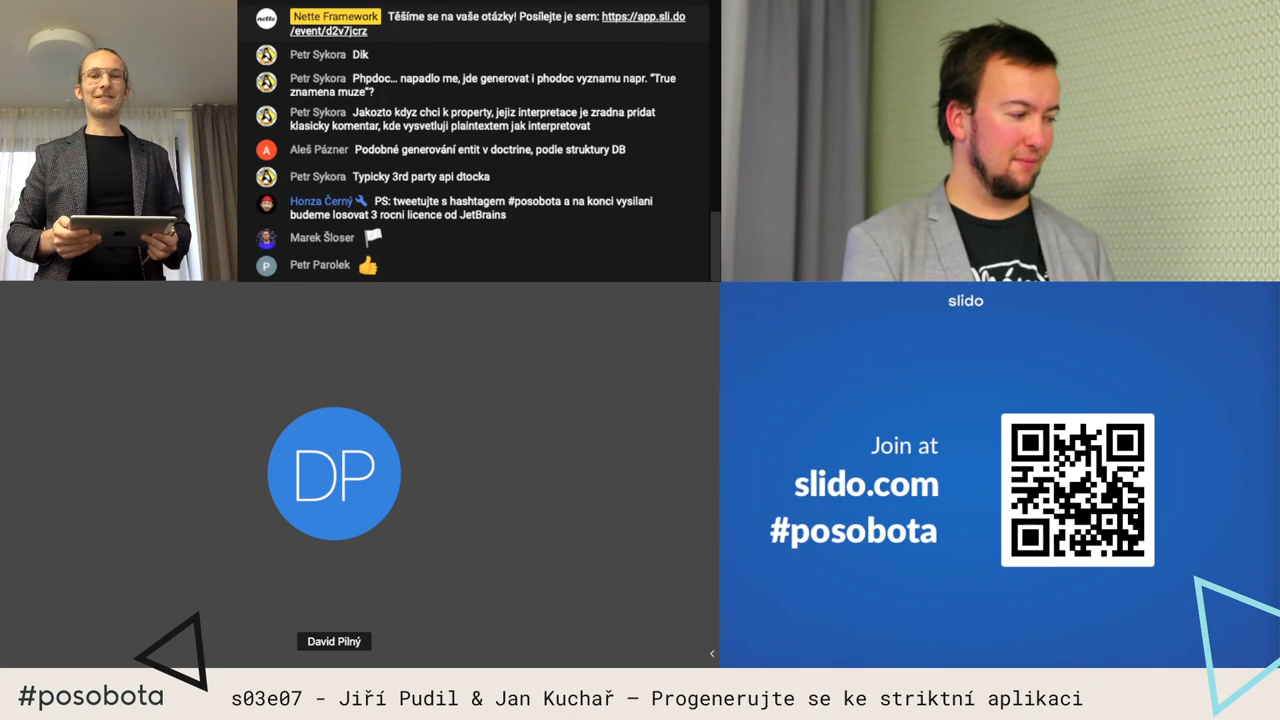 nette
Nette Framework Těšíme se na vaše otázky! Posílejte je sem: https://app.sli.do
/event/d2v7jcrz
Petr Sykora Dik
Petr Sykora Phpdoc... napadlo me, jde generovat i phodoc vyznamu napr. "True
znamena muze"?
Petr Sykora Jakozto kdyz chci k property, jejiz interpretace je zradna pridat
klasicky komentar, kde vysvetluji plaintextem jak interpretovat
A Aleš Pázner Podobné generování entit v doctrine, podle struktury DB
Petr Sykora Typicky 3rd party api dtocka
Honza Černý PS: tweetujte s hashtagem #posobota a na konci vysilani
budeme losovat 3 rocni licence od JetBrains
Marek Šloser
P Petr Parolek
slido
Join at
slido.com
#posobota
DP
David Pilný
#posobota
s03e07 - Jiří Pudil & Jan Kuchař — Progenerujte se ke striktní aplikaci